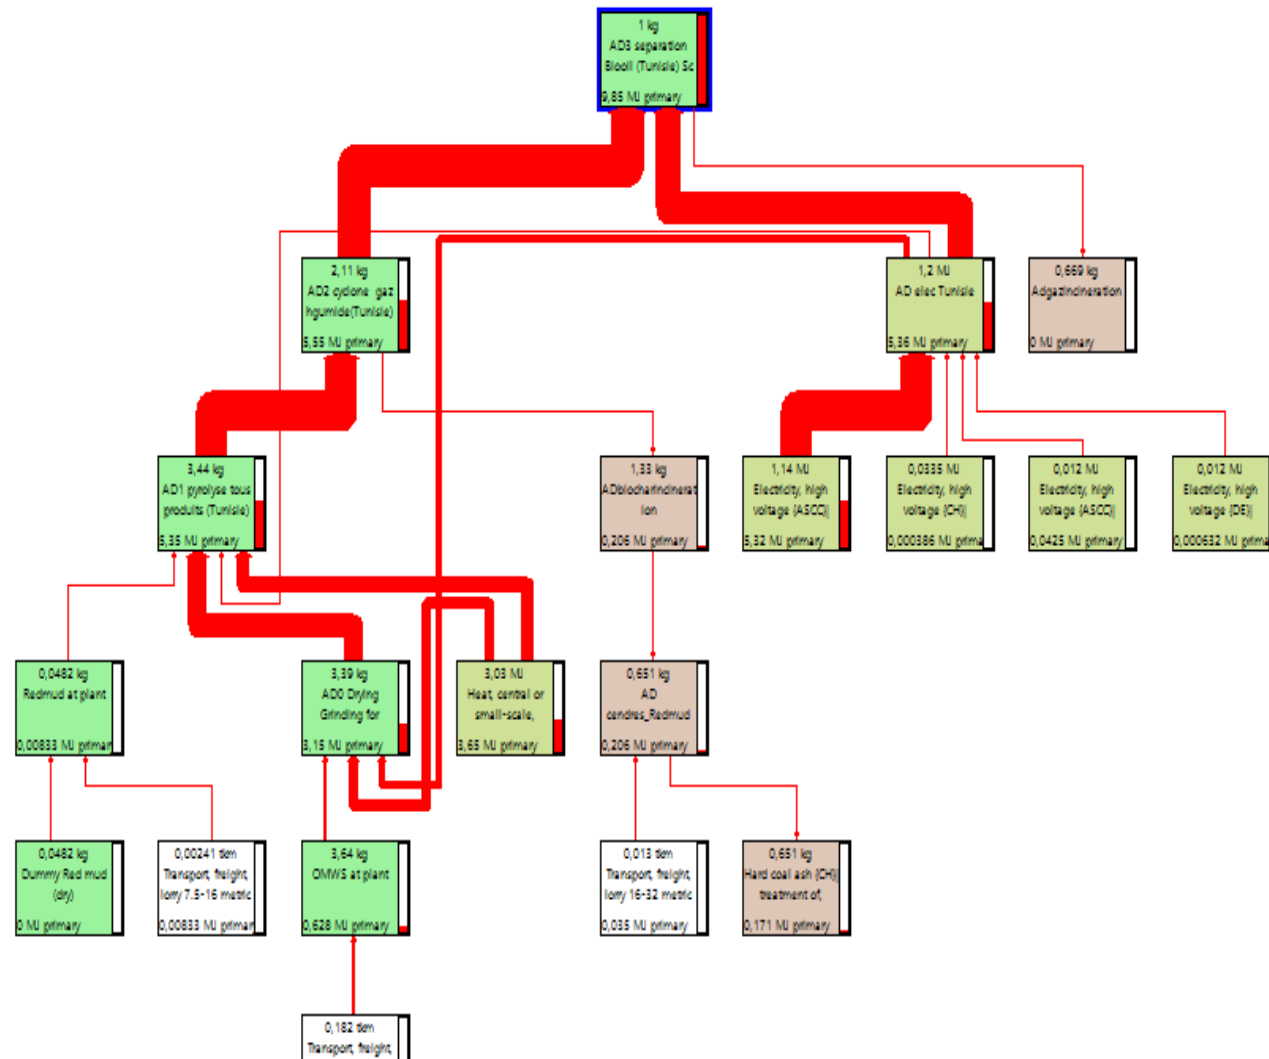 1 kg
AD3 separation
Biooil (Tunisie) Sc
9,85 MJ primary
2,11 kg
AD2 cyclone gaz
hgumide(Tunisie)
5,55 MJ primary
1,2 MJ
AD elec Tunisie
5,36 MJ primary
0,669 kg
Adgazincineration
0 MJ primary
3,44 kg
AD1 pyrolyse tous
produits (Tunisie)
5,35 MJ primary
1,33 kg
ADbiocharincinerat
ion
0,206 MJ primary
1,14 MJ
Electricity, high
voltage {ASCC}|
5,32 MJ primary
0,0335 MJ
Electricity, high
voltage {CH}|
0,000386 MJ prima
0,012 MJ
Electricity, high
voltage {ASCC}|
0,0425 MJ primary
0,012 MJ
Electricity, high
voltage {DE}|
0,000632 MJ prima
0,0482 kg
Redmud at plant
0,00833 MJ primar
3,39 kg
AD0 Drying
Grinding for
3,15 MJ primary
3,03 MJ
Heat, central or
small-scale,
3,65 MJ primary
0,651 kg
AD
cendres_Redmud
0,206 MJ primary
0,0482 kg
Dummy Red mud
(dry)
0 MJ primary
0,00241 tkm
Transport, freight,
lorry 7.5-16 metric
0,00833 MJ primar
3,64 kg
OMWS at plant
0,628 MJ primary
0,013 tkm
Transport, freight,
lorry 16-32 metric
0,035 MJ primary
0,651 kg
Hard coal ash {CH}|
treatment of,
0,171 MJ primary
0,182 tkm
Transport, freight,